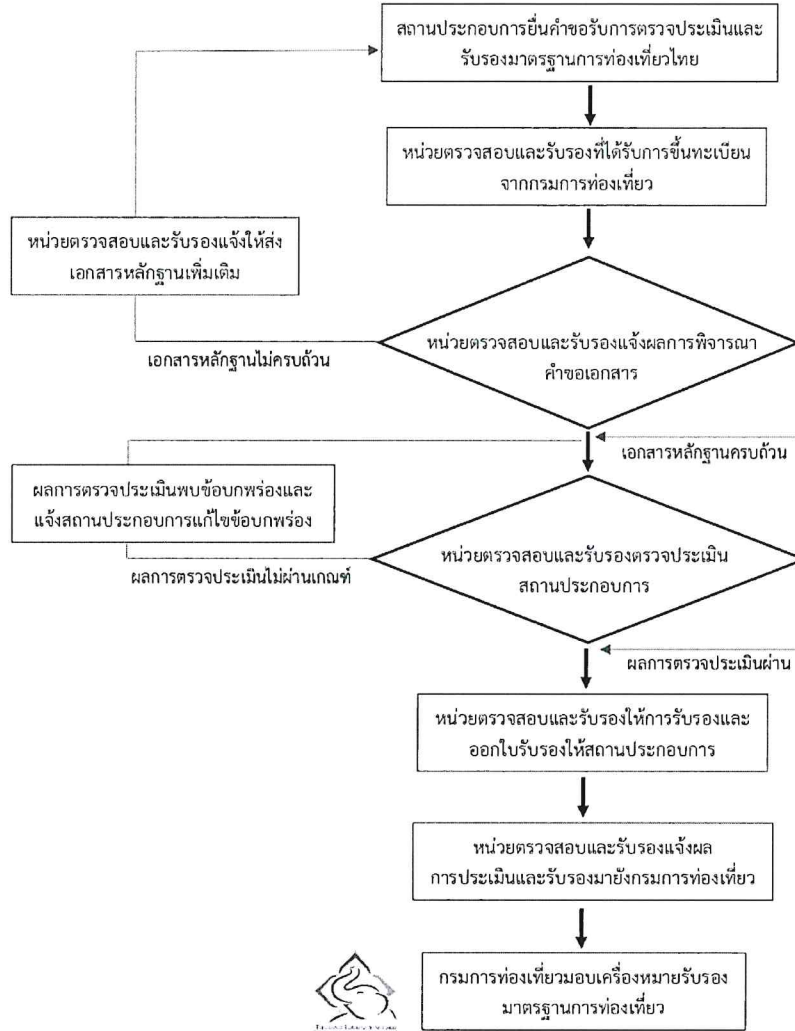 สถานประกอบการยื่นคำขอรับการตรวจประเมินและ
รับรองมาตรฐานการท่องเที่ยวไทย
หน่วยตรวจสอบและรับรองที่ได้รับการขึ้นทะเบียน
จากกรมการท่องเที่ยว
หน่วยตรวจสอบและรับรองแจ้งให้ส่ง
เอกสารหลักฐานเพิ่มเติม
หน่วยตรวจสอบและรับรองแจ้งผลการพิจารณา
คำขอเอกสาร
เอกสารหลักฐานไม่ครบถ้วน
เอกสารหลักฐานครบถ้วน
ผลการตรวจประเมินพบข้อบกพร่องและ
แจ้งสถานประกอบการแก้ไขข้อบกพร่อง
หน่วยตรวจสอบและรับรองตรวจประเมิน
สถานประกอบการ
ผลการตรวจประเมินไม่ผ่านเกณฑ์
ผลการตรวจประเมินผ่าน
หน่วยตรวจสอบและรับรองให้การรับรองและ
ออกใบรับรองให้สถานประกอบการ
หน่วยตรวจสอบและรับรองแจ้งผล
การประเมินและรับรองมายังกรมการท่องเที่ยว
กรมการท่องเที่ยวมอบเครื่องหมายรับรอง
มาตรฐานการท่องเที่ยว